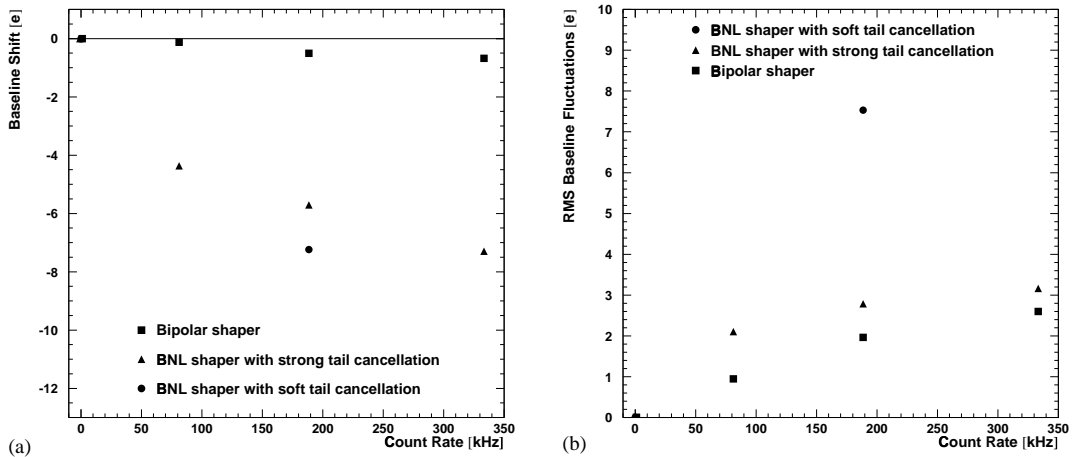 Baseline Shift [e]
0
-2
-4
-6
-8
-10
-12
Bipolar shaper
BNL shaper with strong tail cancellation
BNL shaper with soft tail cancellation
0 50 100 150 200 250 300 350
Count Rate [kHz]
(a)
RMS Baseline Fluctuations [e]
10
9
8
7
6
5
4
3
2
1
0
BNL shaper with soft tail cancellation
BNL shaper with strong tail cancellation
Bipolar shaper
0 50 100 150 200 250 300 350
Count Rate [kHz]
(b)